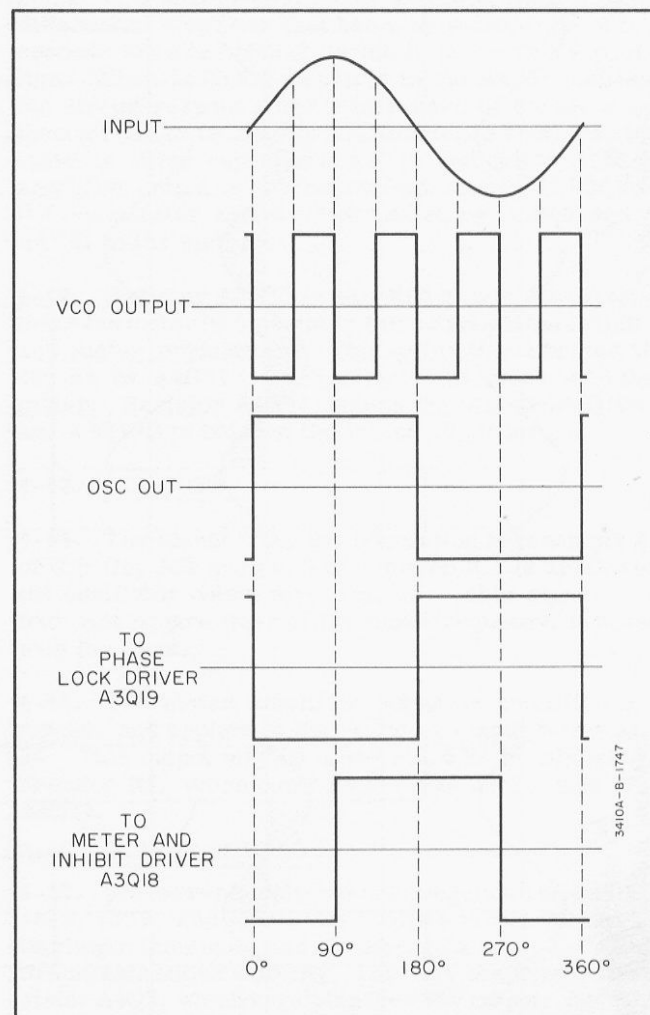 INPUT
VCO OUTPUT
OSC OUT
TO
PHASE
LOCK DRIVER
A3Q19
TO
METER AND
INHIBIT DRIVER
A3Q18
3410A-B-1747
0° 90° 180° 270° 360°